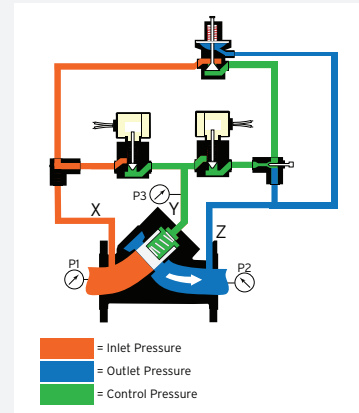 P3
X
Y
Z
P1
P2
= Inlet Pressure
= Outlet Pressure
= Control Pressure